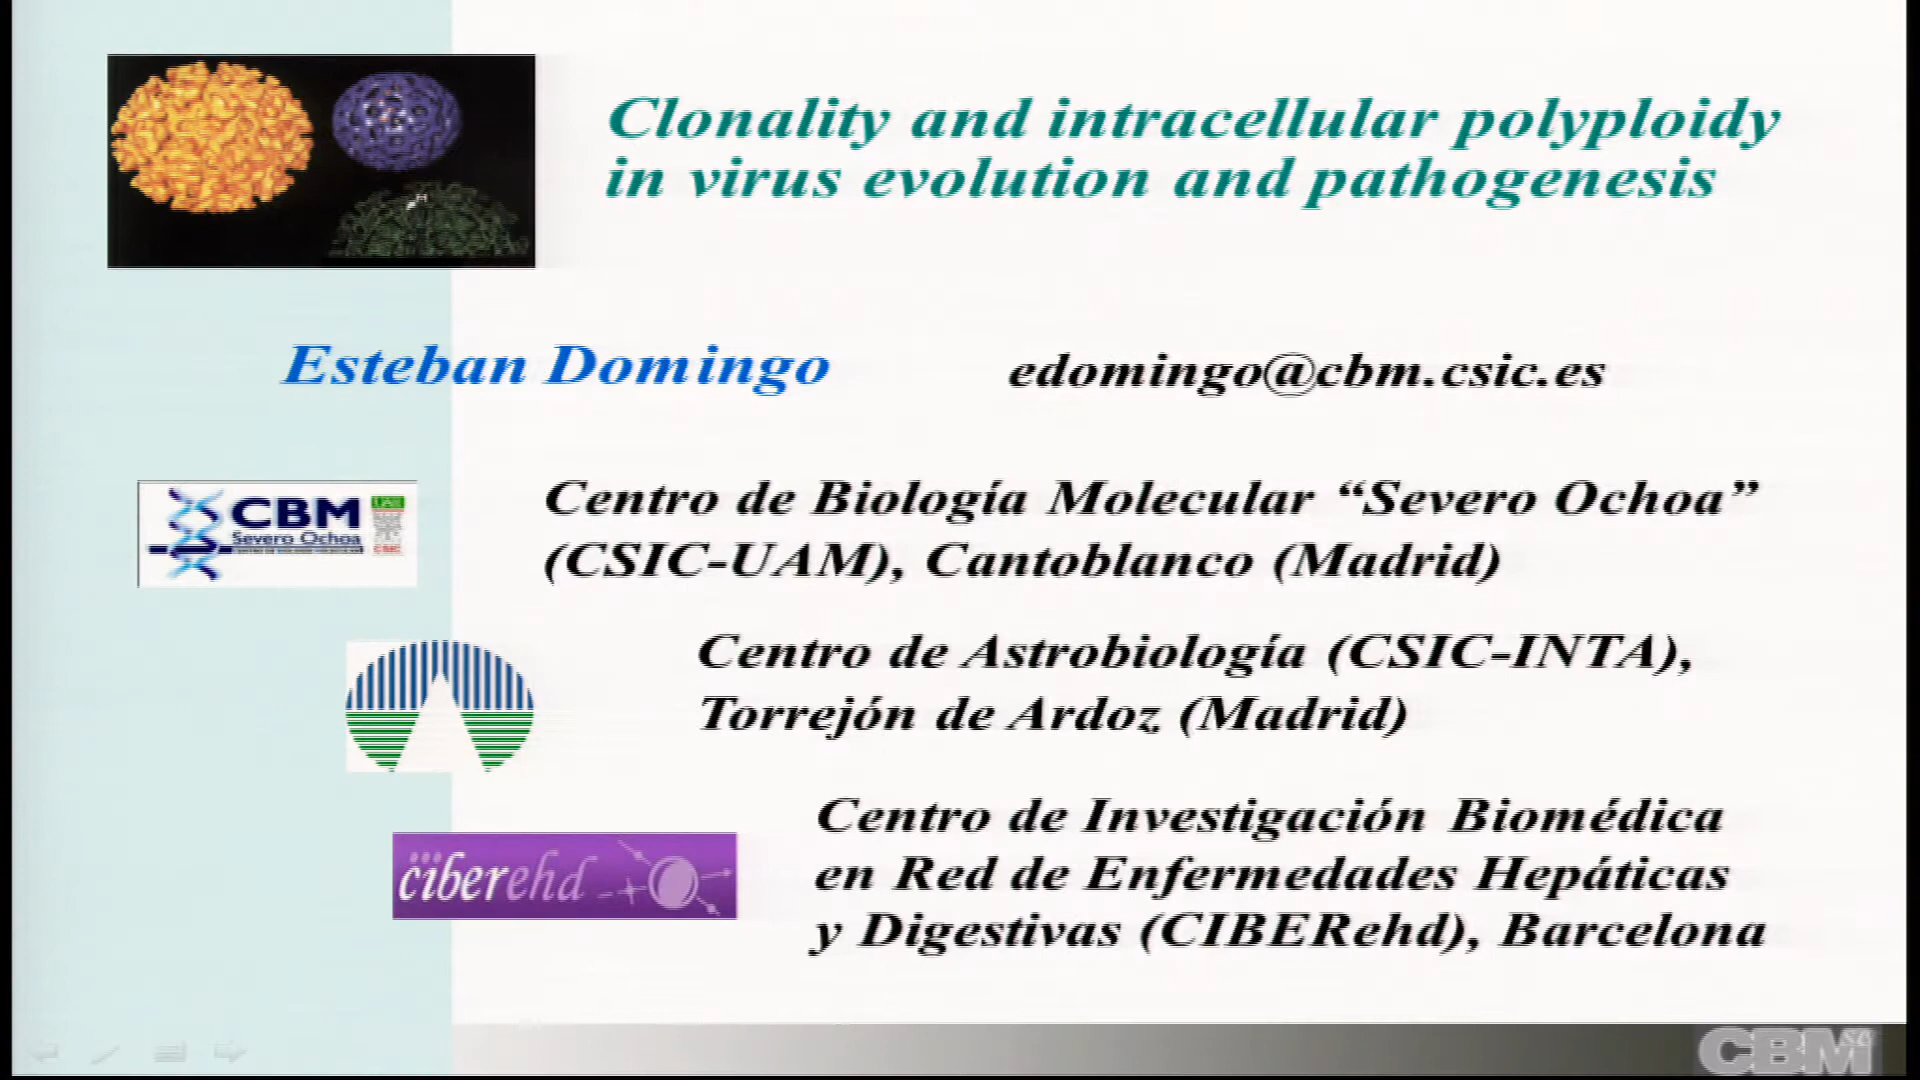 Clonality and intracellular polyploidy
in virus evolution and pathogenesis
Esteban Domingo
edomingo@cbm.csic.es
CBM
Severo Ochoa
Centro de Biología Molecular “Severo Ochoa”
(CSIC-UAM), Cantoblanco (Madrid)
Centro de Astrobiología (CSIC-INTA),
Torrejón de Ardoz (Madrid)
ciberehd
Centro de Investigación Biomédica
en Red de Enfermedades Hepáticas
y Digestivas (CIBERehd), Barcelona
CBM